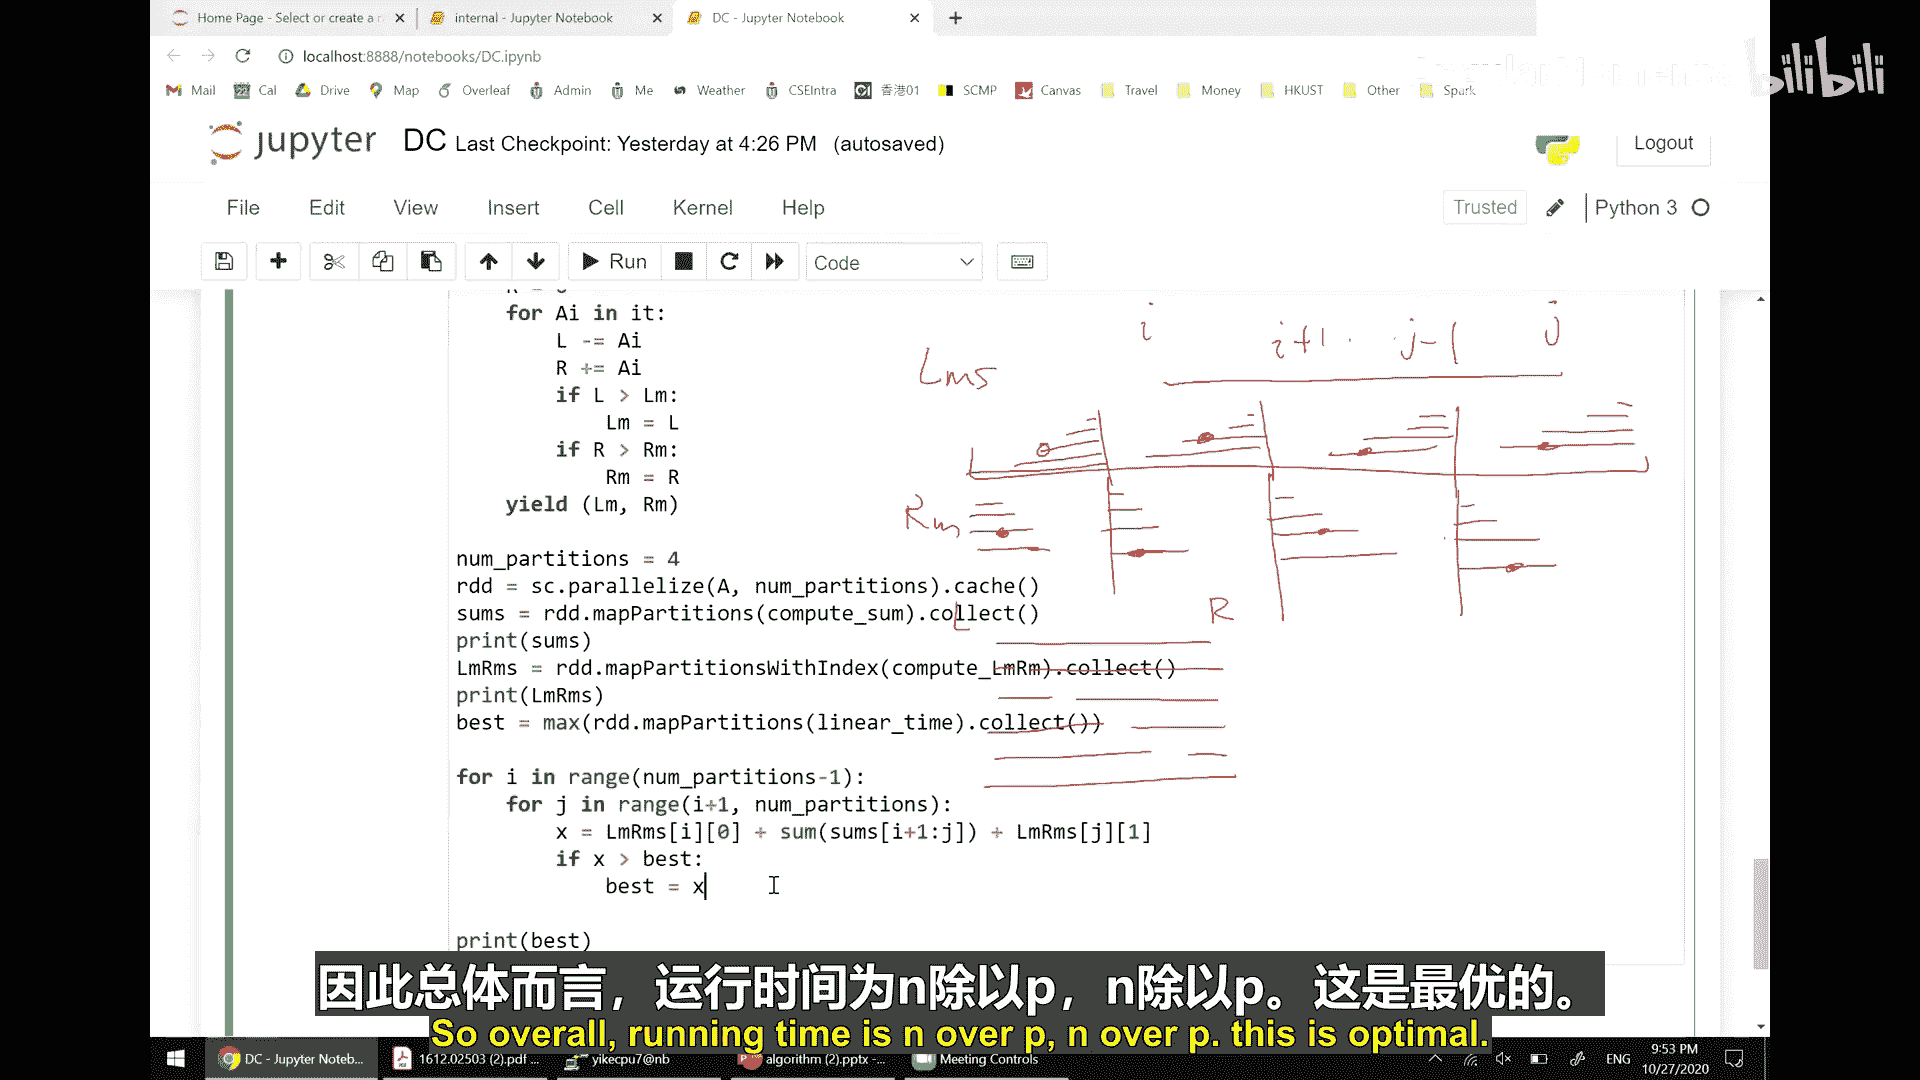 Home Page - Select or create a n
internal - Jupyter Notebook
DC - Jupyter Notebook
localhost:8888/notebooks/DC.ipynb
bilibili
Mail Cal Drive Map Overleaf Admin Me Weather CSEIntra 香港01 SCMP Canvas Travel Money HKUST Other Spark
jupyter DC Last Checkpoint: Yesterday at 4:26 PM (autosaved)
Logout
File Edit View Insert Cell Kernel Help
Trusted Python 3
Run Code
for Ai in it:
L -= Ai
R += Ai
if L > Lm:
Lm = L
if R > Rm:
Rm = R
yield (Lm, Rm)
i i+1 . . j-1 j
Lms
Rm
L R
num_partitions = 4
rdd = sc.parallelize(A, num_partitions).cache()
sums = rdd.mapPartitions(compute_sum).collect()
print(sums)
LmRms = rdd.mapPartitionsWithIndex(compute_LmRm).collect()
print(LmRms)
best = max(rdd.mapPartitions(linear_time).collect())
for i in range(num_partitions-1):
for j in range(i+1, num_partitions):
x = LmRms[i][0] + sum(sums[i+1:j]) + LmRms[j][1]
if x > best:
best = x
print(best)
因此总体而言，运行时间为n除以p，n除以p。这是最优的。
So overall, running time is n over p, n over p. this is optimal.
DC - Jupyter Noteb...
1612.02503 (2).pdf ...
yikecpu7@nb
algorithm (2).pptx -...
Meeting Controls
ENG
9:53 PM
10/27/2020